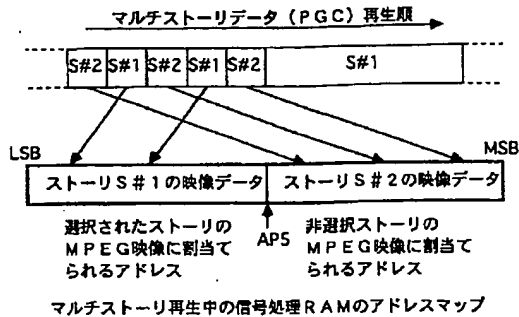 マルチストーリデータ(PGC)再生順
S#2 S#1 S#2 S#1 S#2 S#1
LSB MSB
ストーリS#1の映像データ ストーリS#2の映像データ
選択されたストーリの
MPEG映像に割当て
られるアドレス
APS
非選択ストーリの
MPEG映像に割当て
られるアドレス
マルチストーリ再生中の信号処理RAMのアドレスマップ